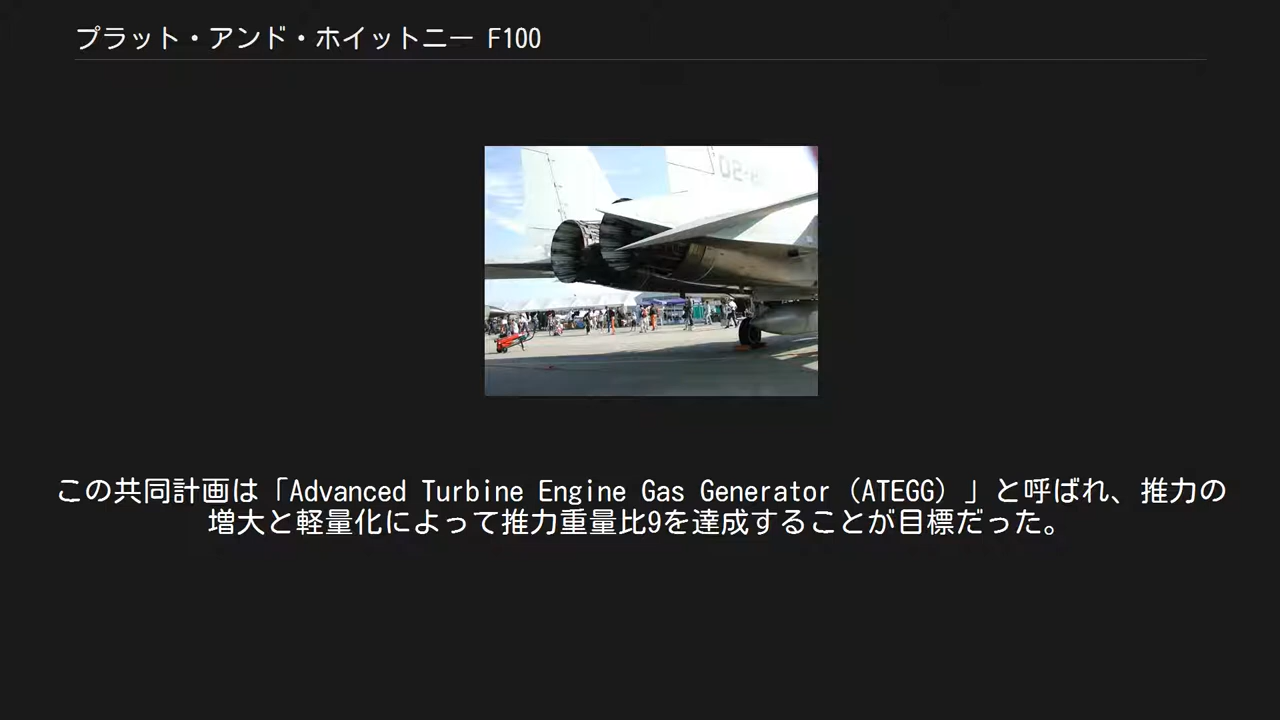 プラット・アンド・ホイットニー F100
この共同計画は「Advanced Turbine Engine Gas Generator (ATEGG) 」と呼ばれ、推力の
増大と軽量化によって推力重量比9を達成することが目標だった。